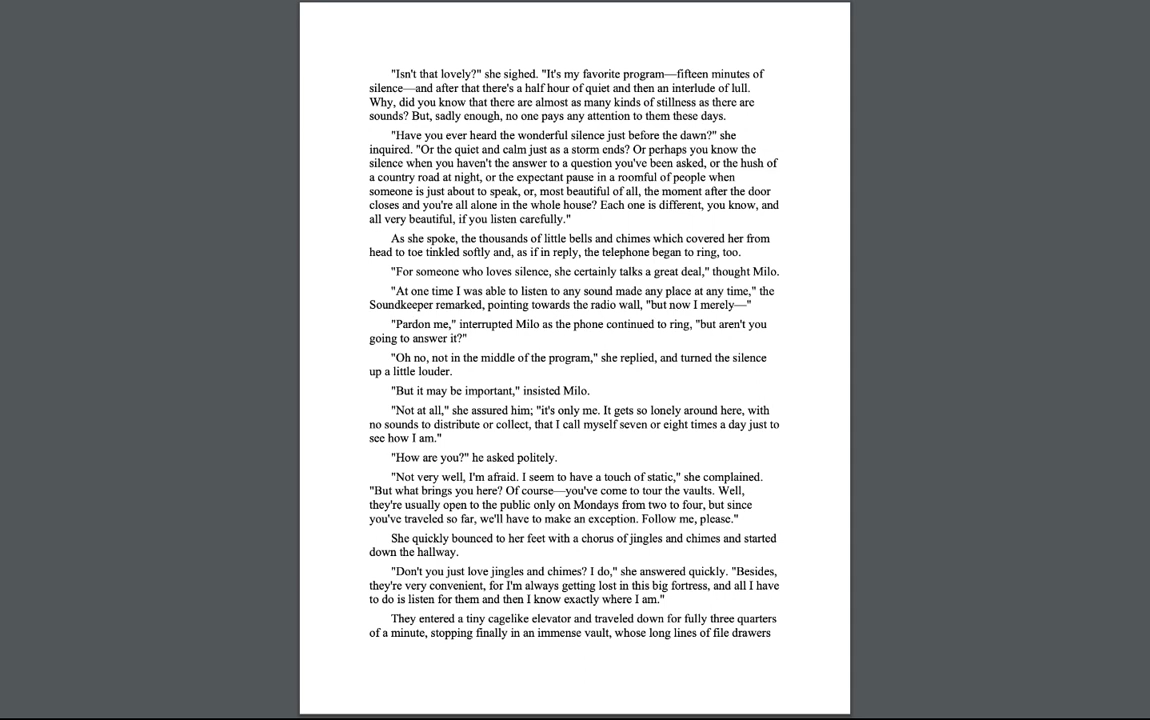 "Isn't that lovely?" she sighed. "It's my favorite program—fifteen minutes of
silence—and after that there's a half hour of quiet and then an interlude of lull.
Why, did you know that there are almost as many kinds of stillness as there are
sounds? But, sadly enough, no one pays any attention to them these days.
"Have you ever heard the wonderful silence just before the dawn?" she
inquired. "Or the quiet and calm just as a storm ends? Or perhaps you know the
silence when you haven't the answer to a question you've been asked, or the hush of
a country road at night, or the expectant pause in a roomful of people when
someone is just about to speak, or, most beautiful of all, the moment after the door
closes and you're all alone in the whole house? Each one is different, you know, and
all very beautiful, if you listen carefully."
As she spoke, the thousands of little bells and chimes which covered her from
head to toe tinkled softly and, as if in reply, the telephone began to ring, too.
"For someone who loves silence, she certainly talks a great deal," thought Milo.
"At one time I was able to listen to any sound made any place at any time," the
Soundkeeper remarked, pointing towards the radio wall, "but now I merely—"
"Pardon me," interrupted Milo as the phone continued to ring, "but aren't you
going to answer it?"
"Oh no, not in the middle of the program," she replied, and turned the silence
up a little louder.
"But it may be important," insisted Milo.
"Not at all," she assured him; "it's only me. It gets so lonely around here, with
no sounds to distribute or collect, that I call myself seven or eight times a day just to
see how I am."
"How are you?" he asked politely.
"Not very well, I'm afraid. I seem to have a touch of static," she complained.
"But what brings you here? Of course—you've come to tour the vaults. Well,
they're usually open to the public only on Mondays from two to four, but since
you've traveled so far, we'll have to make an exception. Follow me, please."
She quickly bounced to her feet with a chorus of jingles and chimes and started
down the hallway.
"Don't you just love jingles and chimes? I do," she answered quickly. "Besides,
they're very convenient, for I'm always getting lost in this big fortress, and all I have
to do is listen for them and then I know exactly where I am."
They entered a tiny cagelike elevator and traveled down for fully three quarters
of a minute, stopping finally in an immense vault, whose long lines of file drawers